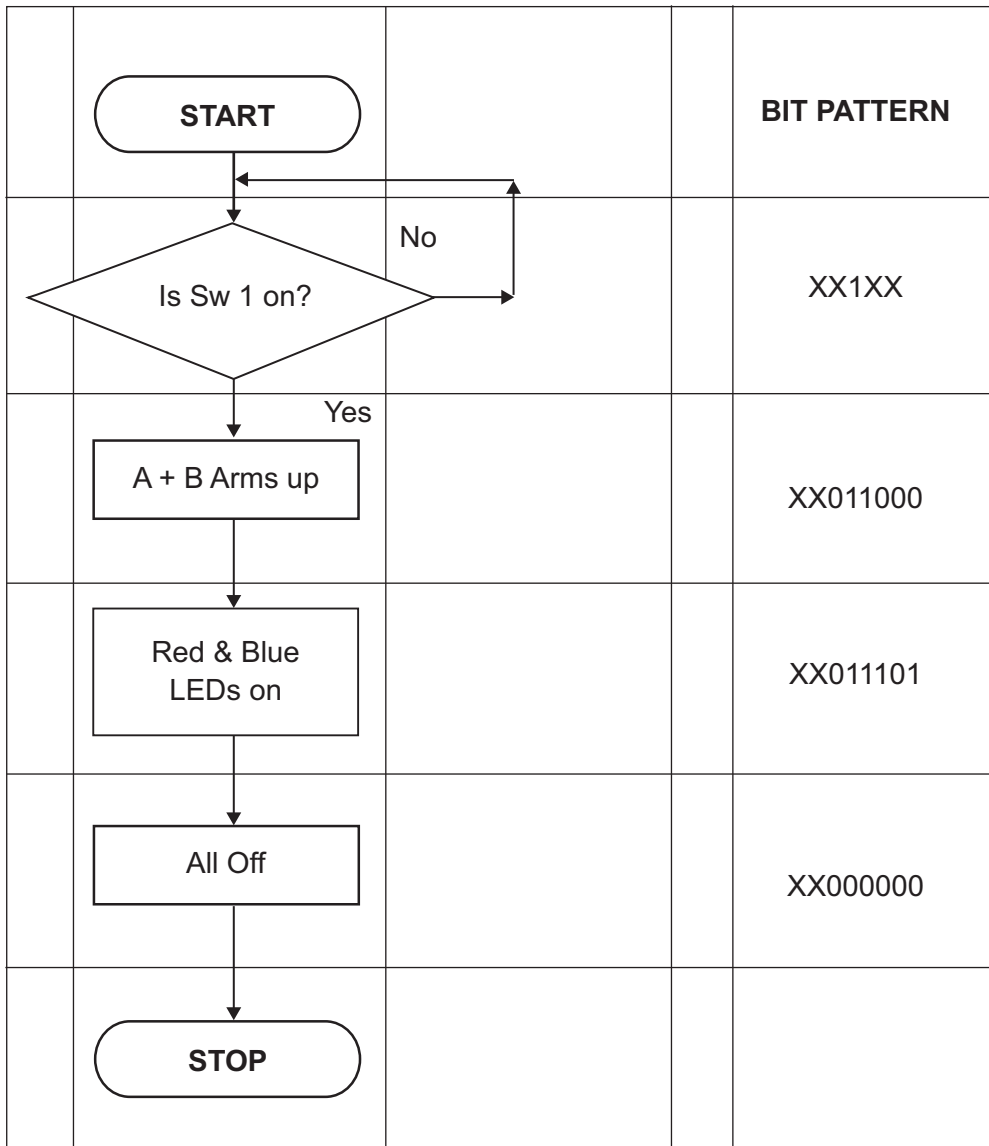 START
BIT PATTERN
No
Is Sw 1 on?
XX1XX
Yes
A + B Arms up
XX011000
Red & Blue
LEDs on
XX011101
All Off
XX000000
STOP